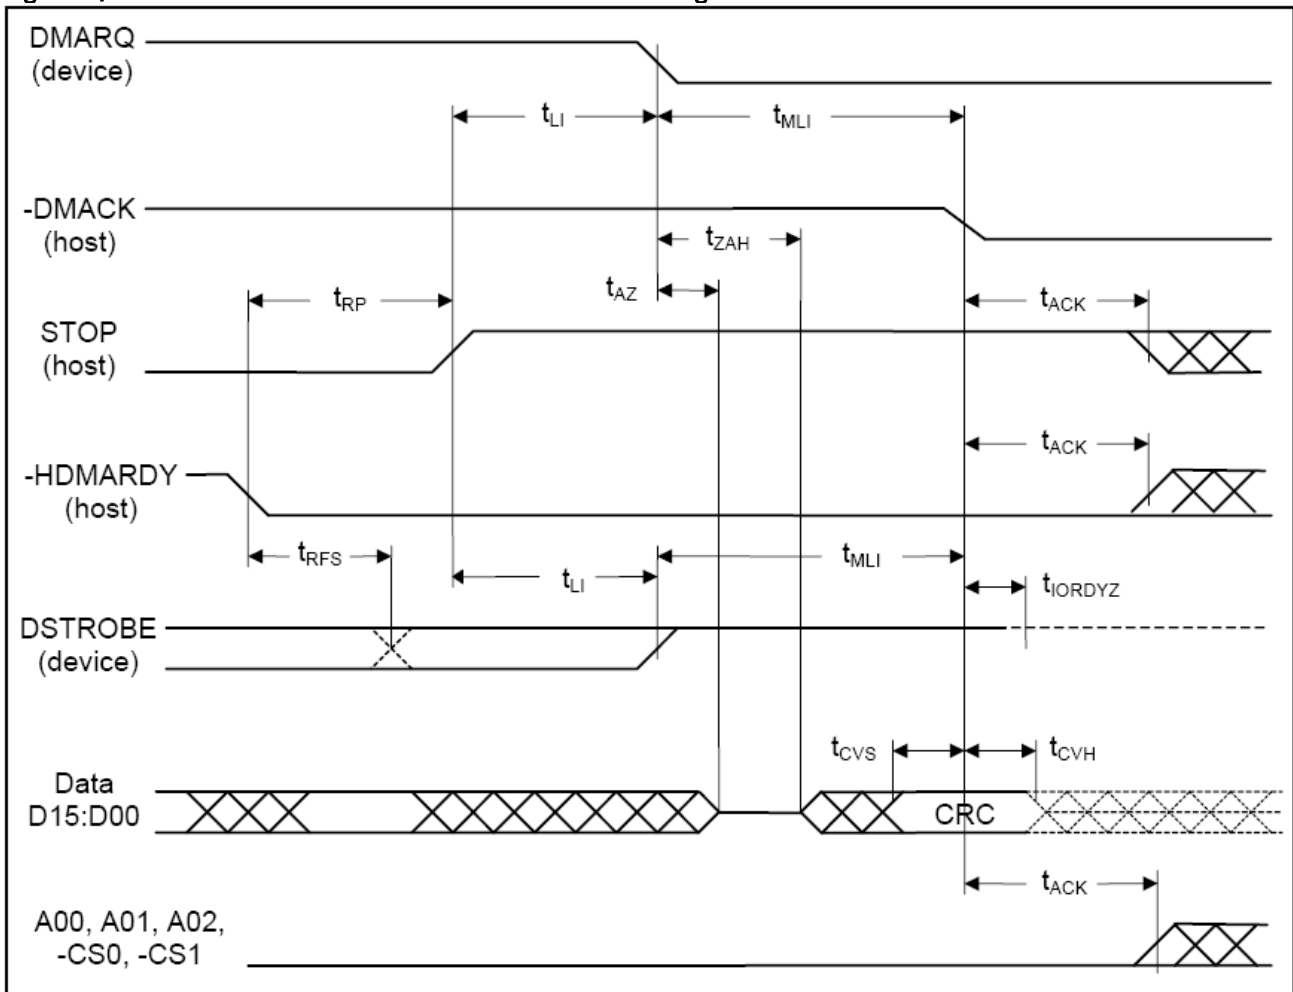 DMARQ
(device)
tLI
tMLI
-DMACK
(host)
tZAH
tAZ
tRP
tACK
STOP
(host)
tACK
-HDMARDY
(host)
tRFS
tMLI
tLI
tIORDYZ
DSTROBE
(device)
tCVS
tCVH
Data
D15:D00
CRC
tACK
A00, A01, A02,
-CS0, -CS1